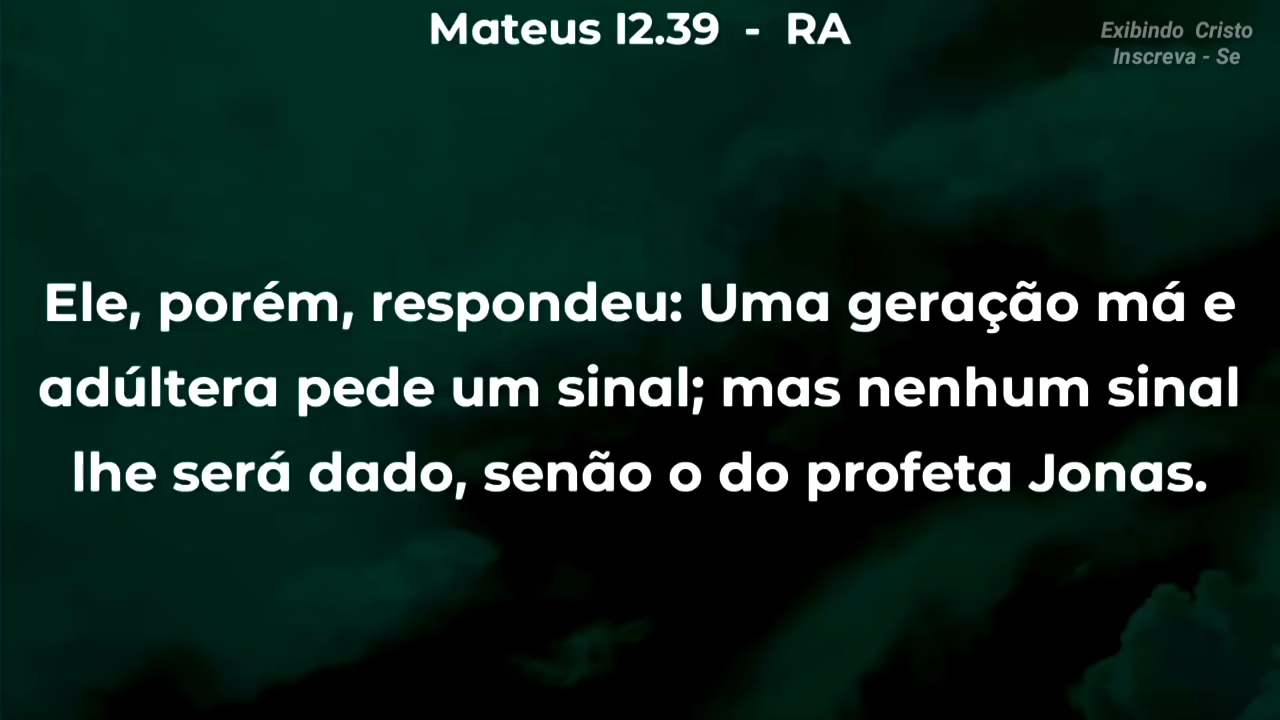 Mateus 12.39 - RA
Exibindo Cristo
Inscreva - Se
Ele, porém, respondeu: Uma geração má e
adúltera pede um sinal; mas nenhum sinal
lhe será dado, senão o do profeta Jonas.